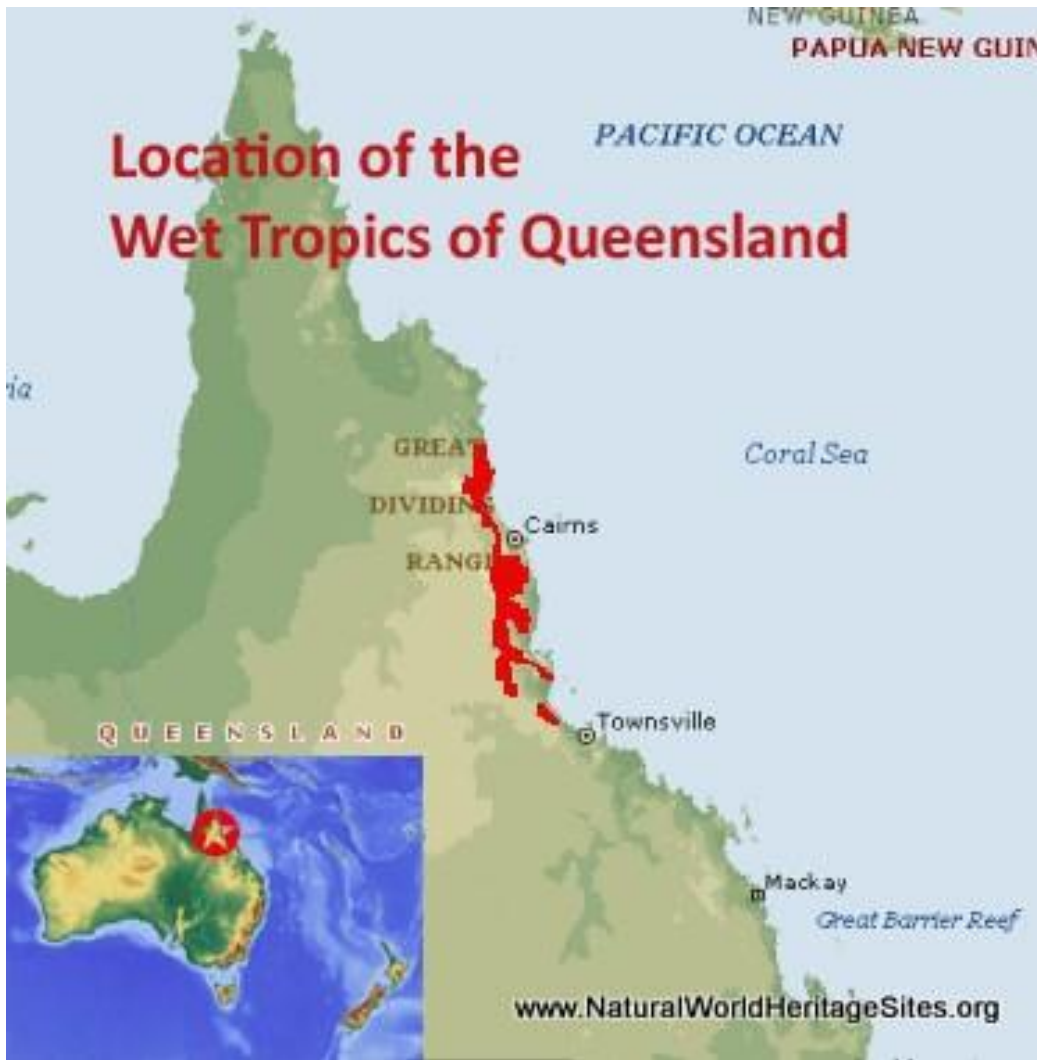 NEW GUINEA
PAPUA NEW GUIN
PACIFIC OCEAN
Location of the
Wet Tropics of Queensland
ria
Coral Sea
GREAT
DIVIDING
RANGE
Cairns
Townsville
QUEENSLAND
Mackay
Great Barrier Reef
www.NaturalWorldHeritageSites.org